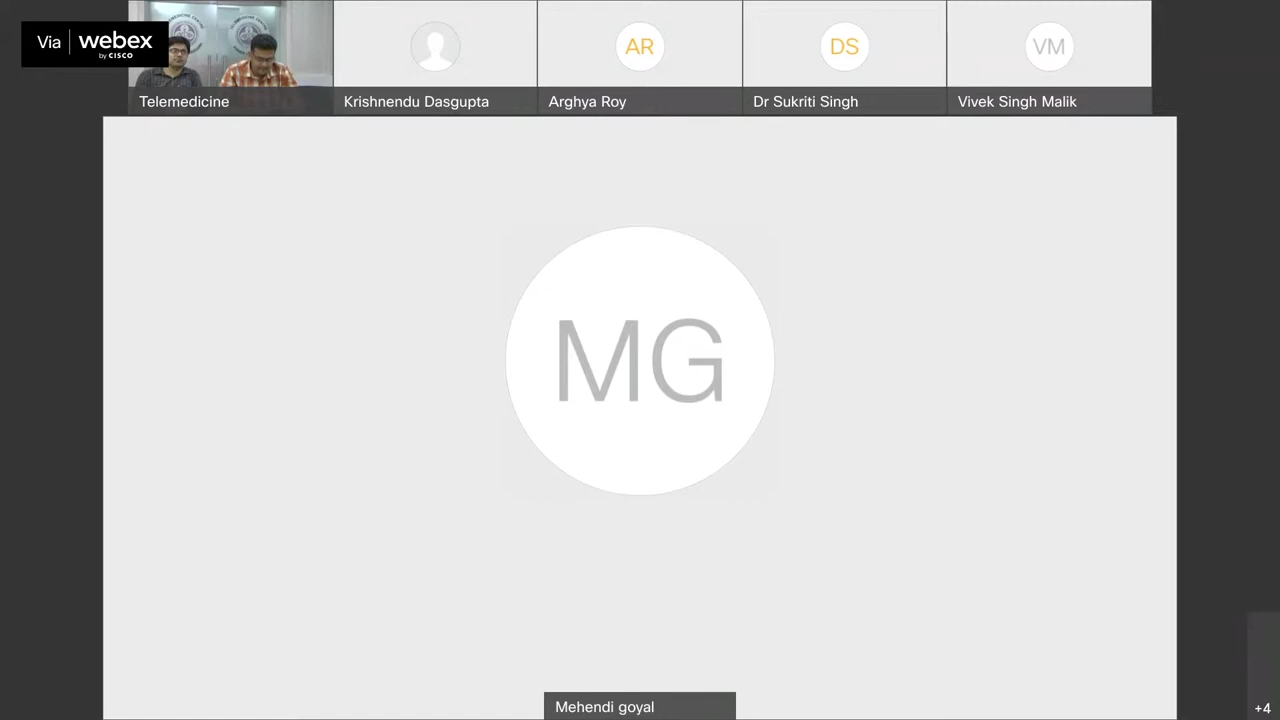 Via webex
by CISCO
AR
DS
VM
Telemedicine
Krishnendu Dasgupta
Arghya Roy
Dr Sukriti Singh
Vivek Singh Malik
MG
Mehendi goyal
+4